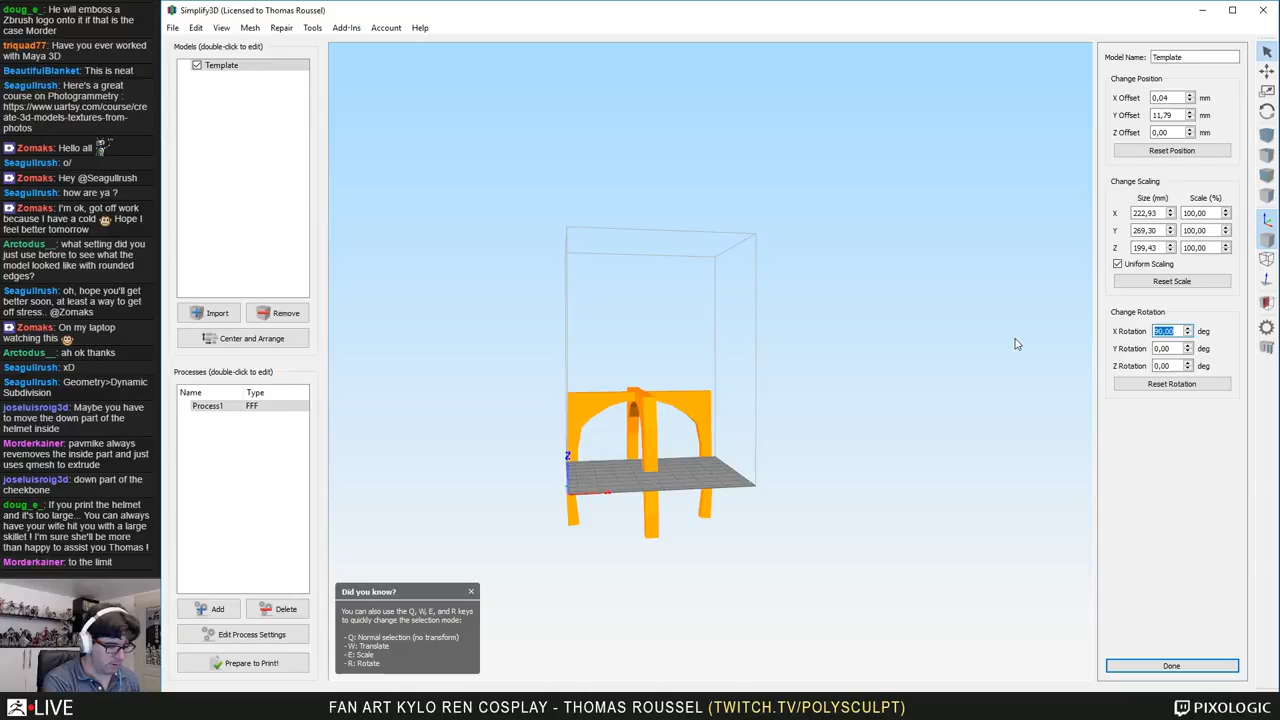 doug_e_: He will emboss a
Zbrush logo onto it if that is the
case Morder
triquad77: Have you ever worked
with Maya 3D
BeautifulBlanket: This is neat
Seagullrush: Here's a great
course on Photogrammetry :
https://www.uartsy.com/course/cre
ate-3d-models-textures-from-
photos
Zomaks: Hello all
Seagullrush: o/
Zomaks: Hey @Seagullrush
Seagullrush: how are ya ?
Zomaks: I'm ok, got off work
because I have a cold Hope I
feel better tomorrow
Arctodus__: what setting did you
just use before to see what the
model looked like with rounded
edges?
Seagullrush: oh, hope you'll get
better soon, at least a way to get
off stress.. @Zomaks
Zomaks: On my laptop
watching this
Arctodus__: ah ok thanks
Seagullrush: xD
Seagullrush: Geometry>Dynamic
Subdivision
joseluisroig3d: Maybe you have
to move the down part of the
helmet inside
Morderkainer: pavmike always
revemoves the inside part and just
uses qmesh to extrude
joseluisroig3d: down part of the
cheekbone
doug_e_: If you print the helmet
and it's too large... You can always
have your wife hit you with a large
skillet ! I'm sure she'll be more
than happy to assist you Thomas !
Morderkainer: to the limit
Simplify3D (Licensed to Thomas Roussel)
File Edit View Mesh Repair Tools Add-Ins Account Help
Models (double-click to edit)
Template
Import Remove
Center and Arrange
Processes (double-click to edit)
Name Type
Process1 FFF
Add Delete
Edit Process Settings
Prepare to Print!
Z
Did you know?
You can also use the Q, W, E, and R keys
to quickly change the selection mode:
- Q: Normal selection (no transform)
- W: Translate
- E: Scale
- R: Rotate
Model Name: Template
Change Position
X Offset 0,04 mm
Y Offset 11,79 mm
Z Offset 0,00 mm
Reset Position
Change Scaling
Size (mm) Scale (%)
X 222,93 100,00
Y 269,30 100,00
Z 199,43 100,00
Uniform Scaling
Reset Scale
Change Rotation
X Rotation 90,00 deg
Y Rotation 0,00 deg
Z Rotation 0,00 deg
Reset Rotation
Done
LIVE
FAN ART KYLO REN COSPLAY - THOMAS ROUSSEL (TWITCH.TV/POLYSCULPT)
PIXOLOGIC